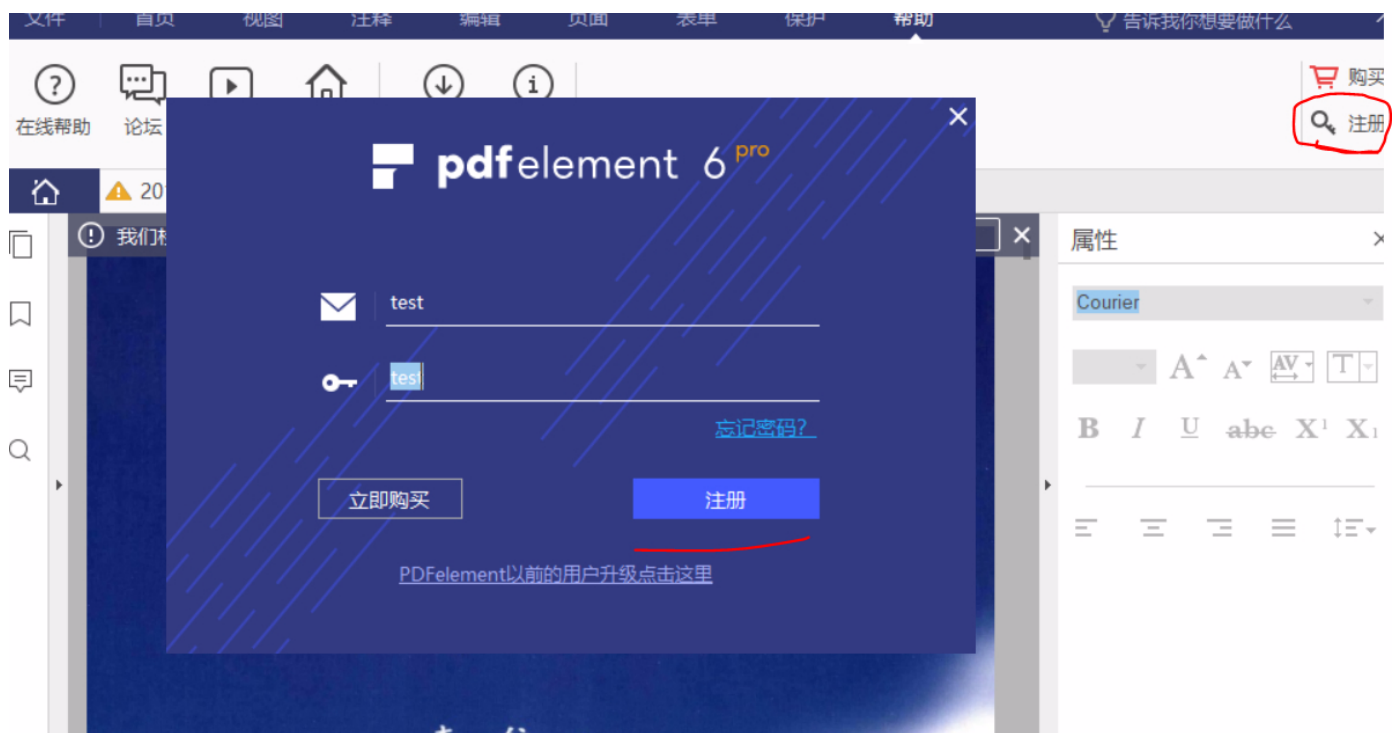 文件 首页 视图 注释 编辑 页面 表单 保护 帮助 告诉我你想要做什么
购买
在线帮助 论坛 注册
pdfelement 6 pro
20
我们 属性
test
Courier
test
忘记密码?
B I U abc X1 X1
立即购买 注册
PDFelement以前的用户升级点击这里